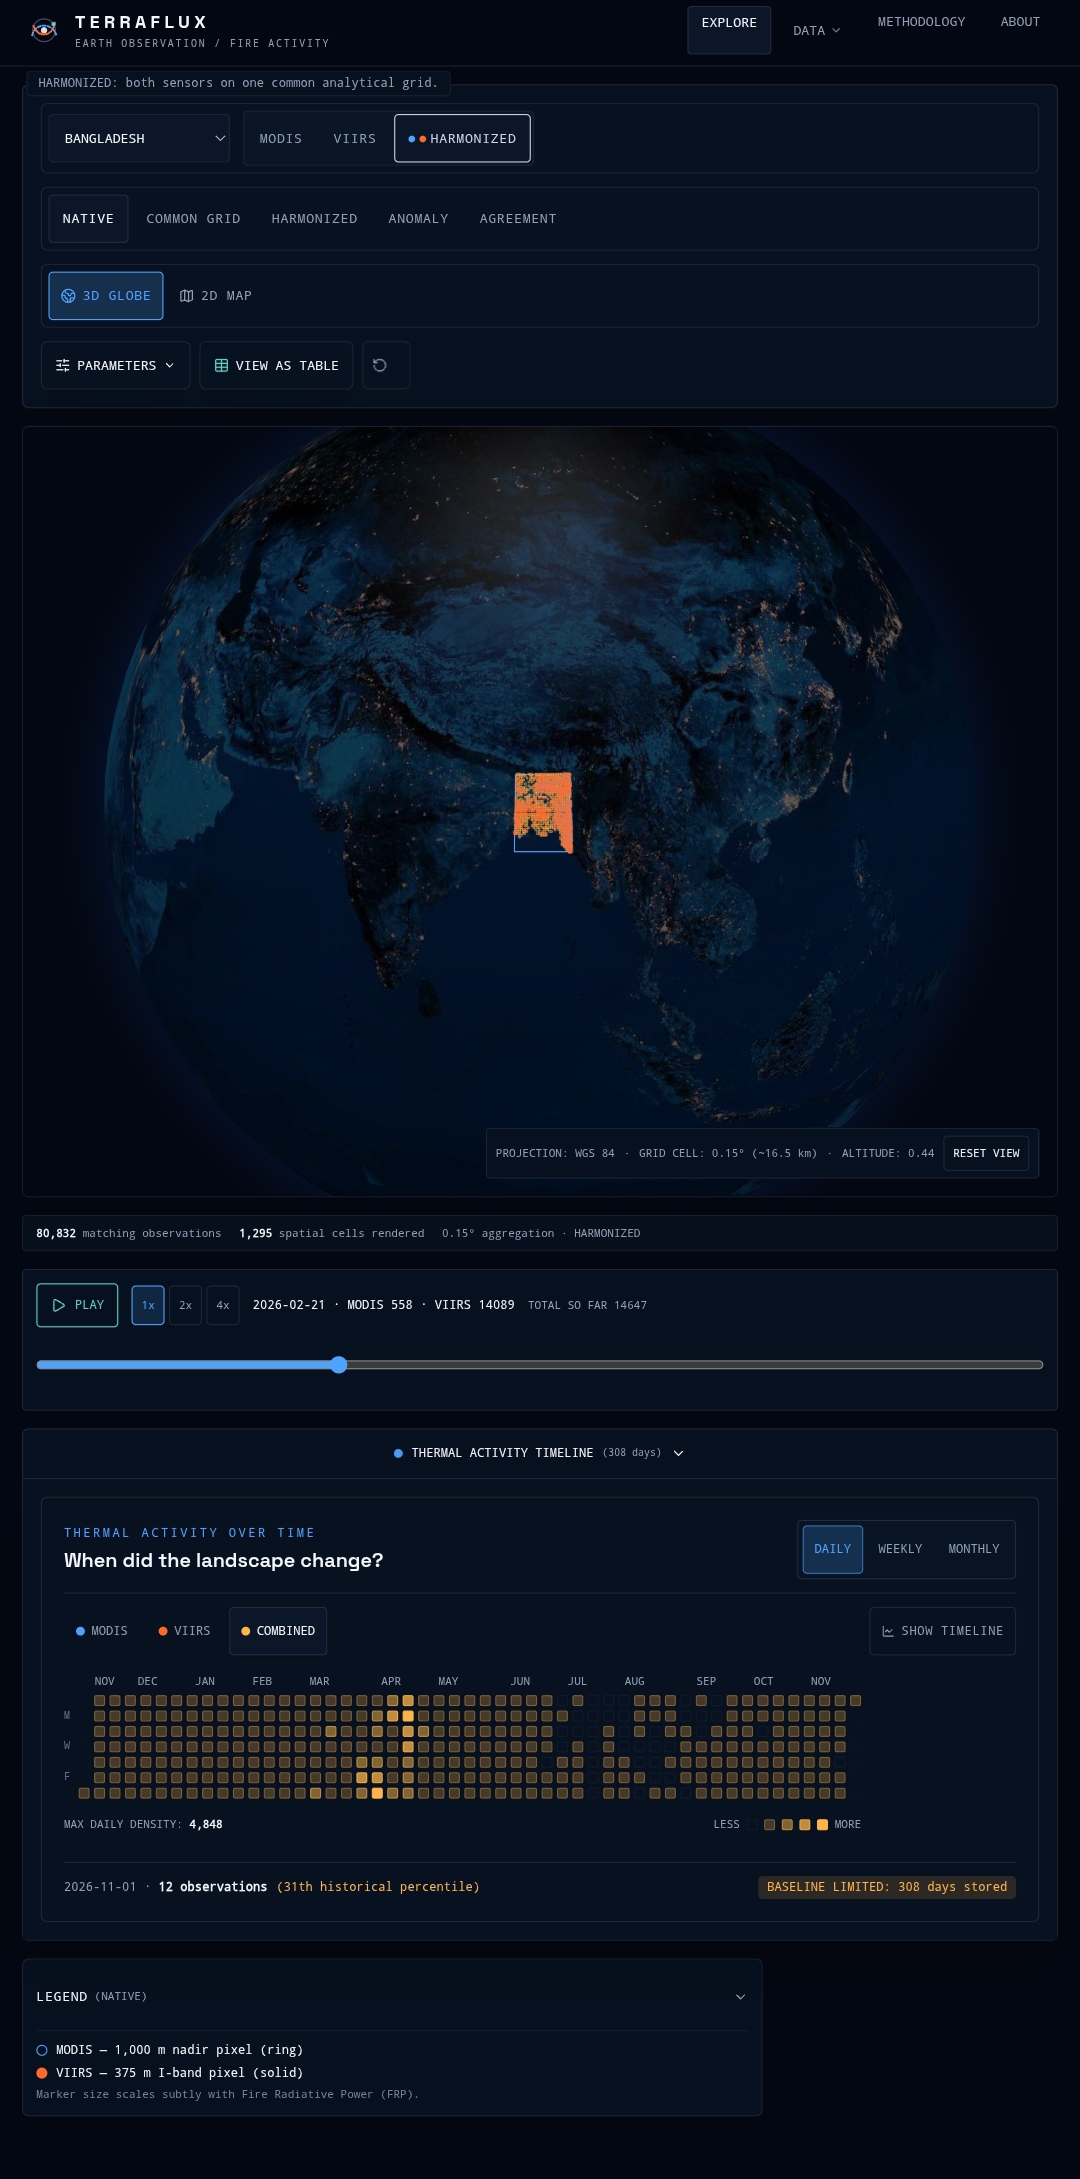 TERRAFLUX
EARTH OBSERVATION / FIRE ACTIVITY
EXPLORE
DATA
METHODOLOGY
ABOUT
HARMONIZED: both sensors on one common analytical grid.
BANGLADESH
MODIS VIIRS HARMONIZED
NATIVE COMMON GRID HARMONIZED ANOMALY AGREEMENT
3D GLOBE 2D MAP
PARAMETERS VIEW AS TABLE
PROJECTION: WGS 84 · GRID CELL: 0.15° (~16.5 km) · ALTITUDE: 0.44 RESET VIEW
80,832 matching observations 1,295 spatial cells rendered 0.15° aggregation · HARMONIZED
PLAY 1x 2x 4x 2026-02-21 · MODIS 558 · VIIRS 14089 TOTAL SO FAR 14647
THERMAL ACTIVITY TIMELINE (308 days)
THERMAL ACTIVITY OVER TIME
When did the landscape change?
DAILY WEEKLY MONTHLY
MODIS VIIRS COMBINED SHOW TIMELINE
NOV DEC JAN FEB MAR APR MAY JUN JUL AUG SEP OCT NOV
M
W
F
MAX DAILY DENSITY: 4,848
LESS MORE
2026-11-01 · 12 observations (31th historical percentile)
BASELINE LIMITED: 308 days stored
LEGEND (NATIVE)
MODIS — 1,000 m nadir pixel (ring)
VIIRS — 375 m I-band pixel (solid)
Marker size scales subtly with Fire Radiative Power (FRP).